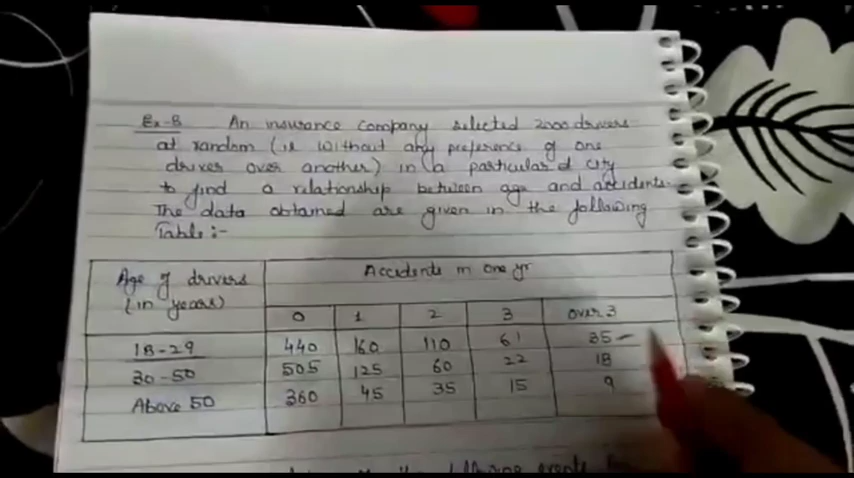 Ex-8 An insurance company selected 2000 drivers
at random (ie without any preference of one
driver over another) in a particular city
to find a relationship between age and accidents.
The data obtained are given in the following
Table:-
Age of drivers (in years) Accidents in one yr
0 1 2 3 over 3
18-29 440 160 110 61 35
30-50 505 125 60 22 18
Above 50 360 45 35 15 9
following events